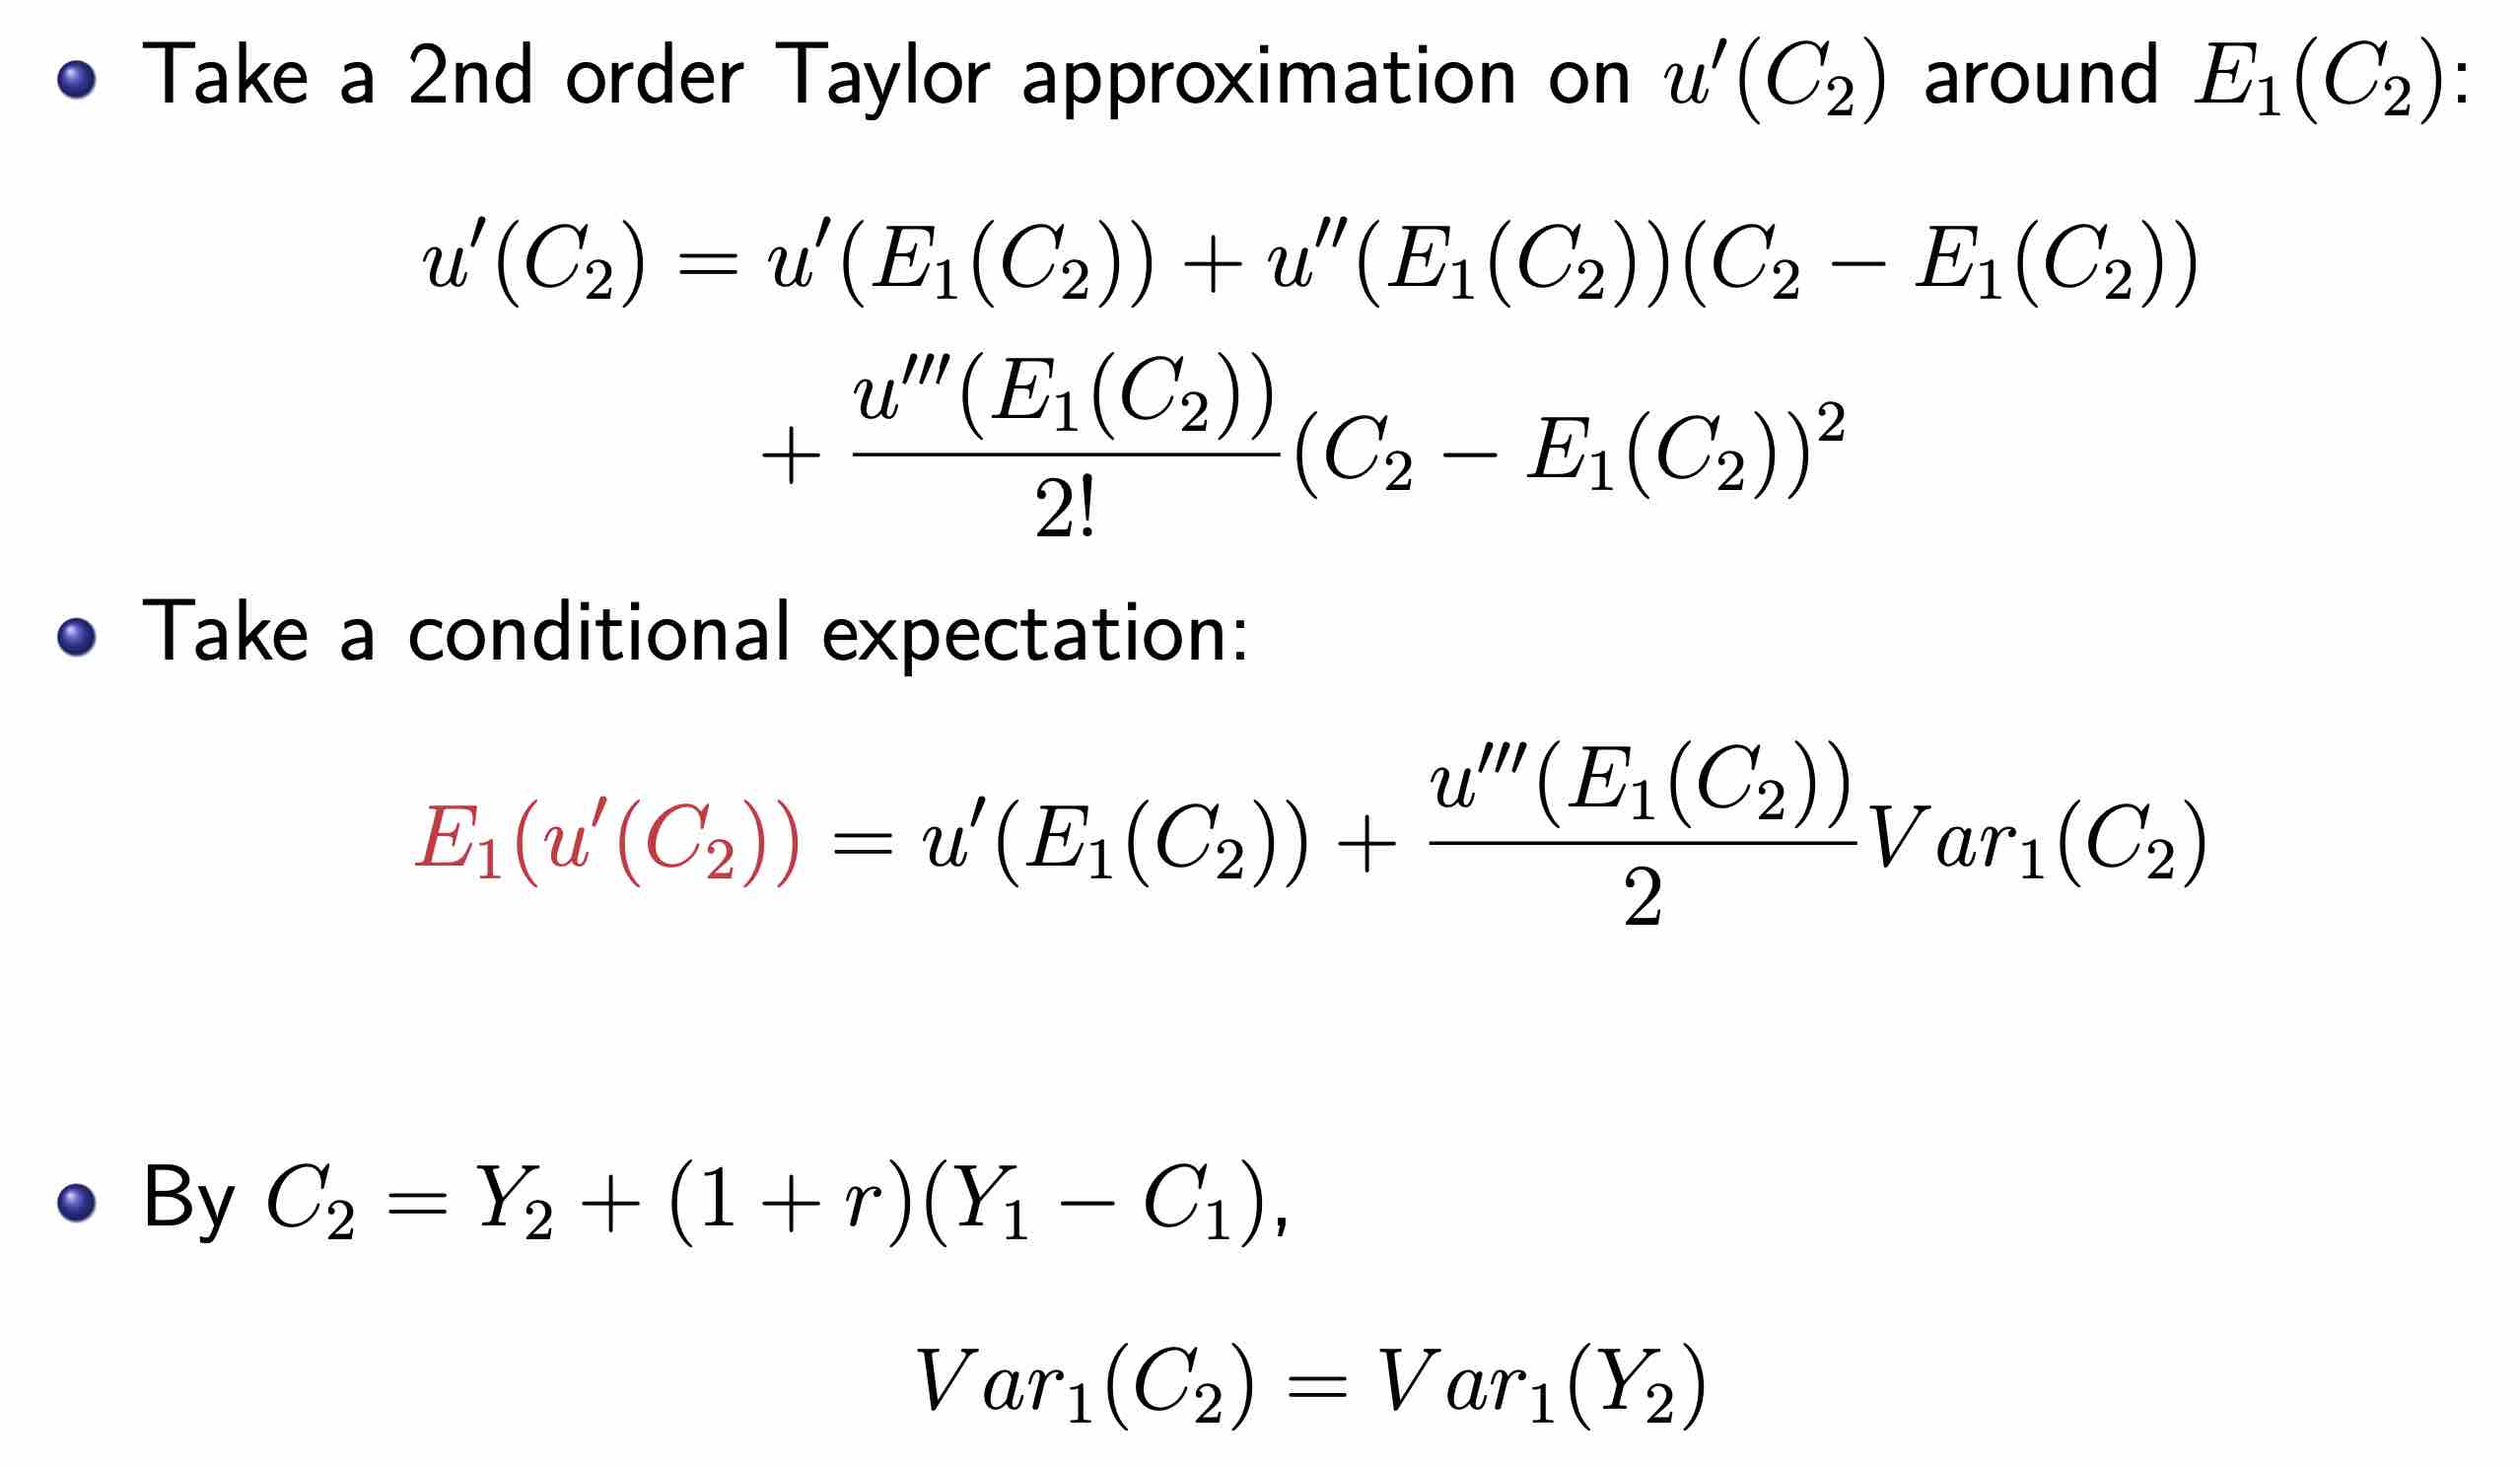 • Take a 2nd order Taylor approximation on u′(C₂) around E₁(C₂):
u′(C₂) = u′(E₁(C₂)) + u″(E₁(C₂))(C₂ − E₁(C₂))
+ u‴(E₁(C₂))/2! (C₂ − E₁(C₂))²
• Take a conditional expectation:
E₁(u′(C₂)) = u′(E₁(C₂)) + u‴(E₁(C₂))/2 Var₁(C₂)
• By C₂ = Y₂ + (1 + r)(Y₁ − C₁),
Var₁(C₂) = Var₁(Y₂)